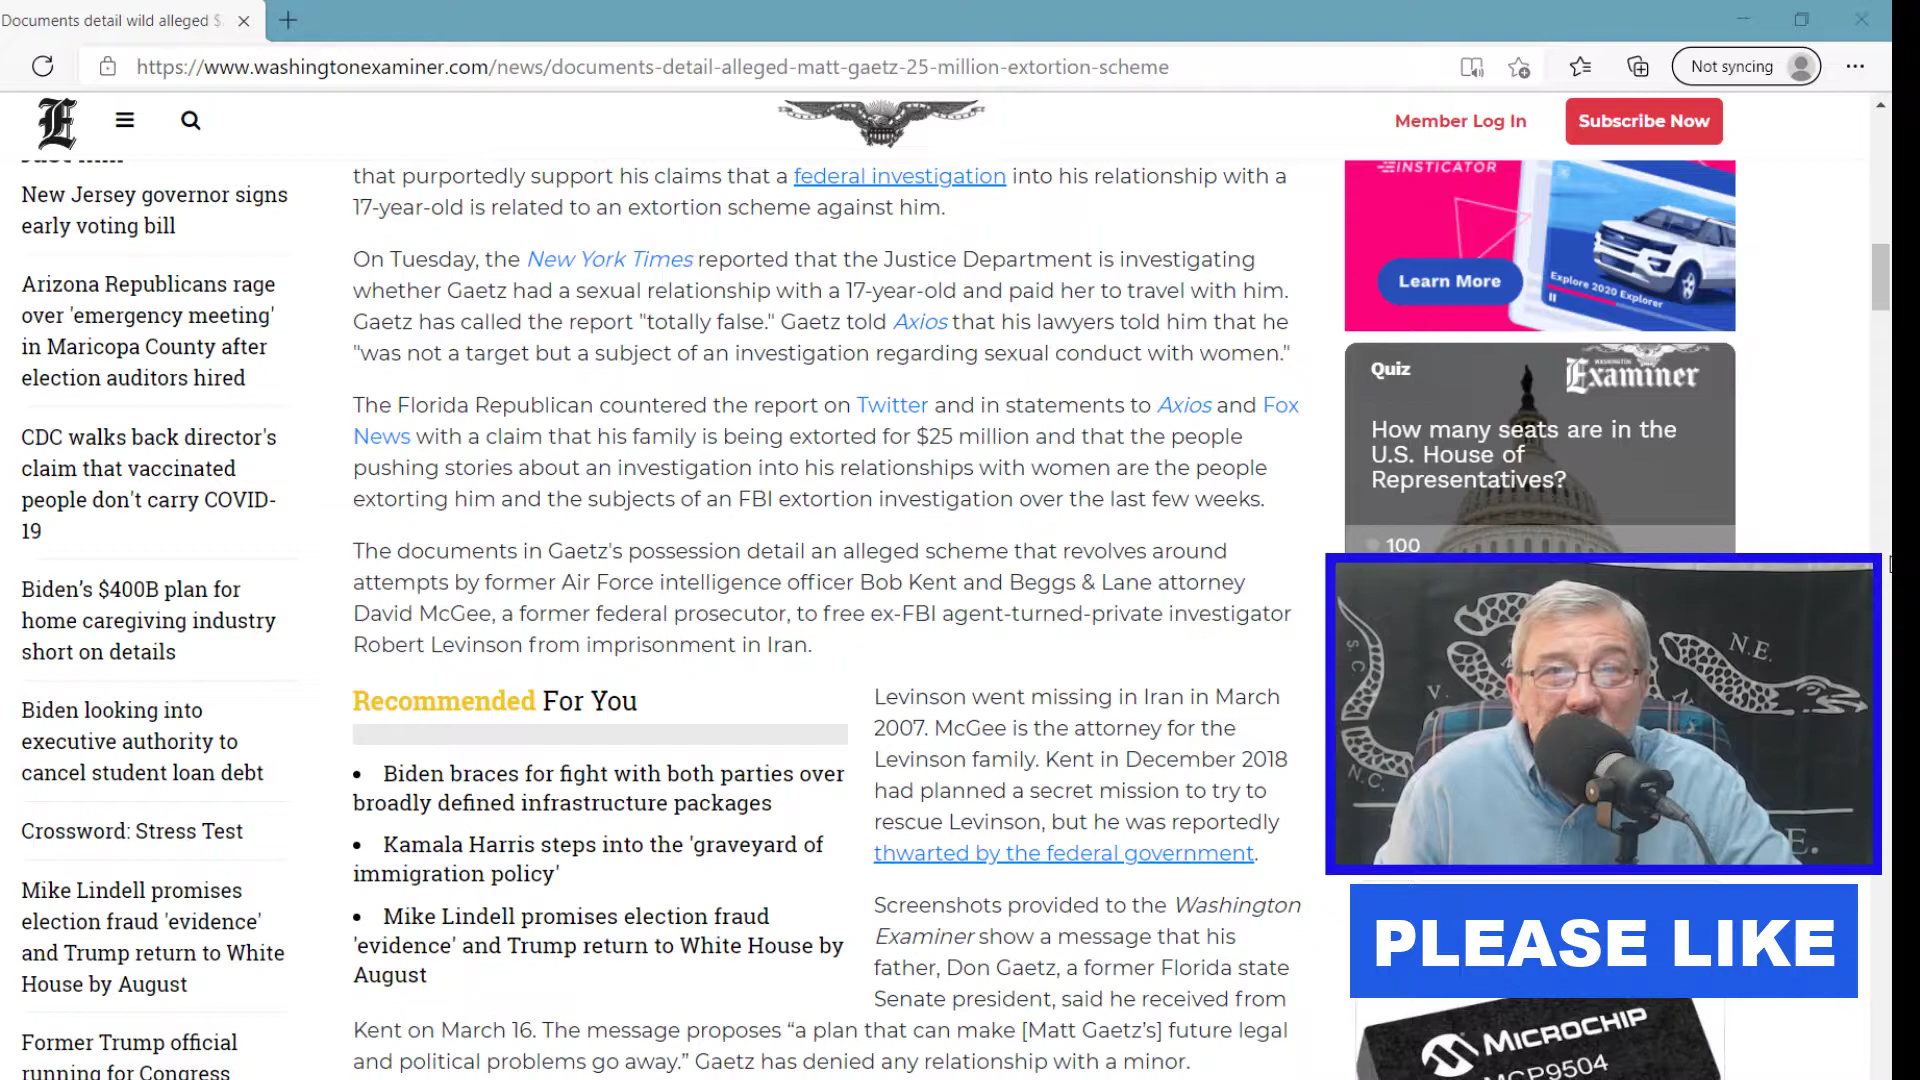 Documents detail wild alleged $
https://www.washingtonexaminer.com/news/documents-detail-alleged-matt-gaetz-25-million-extortion-scheme
Not syncing
E
Member Log In
Subscribe Now
New Jersey governor signs
early voting bill
Arizona Republicans rage
over 'emergency meeting'
in Maricopa County after
election auditors hired
CDC walks back director's
claim that vaccinated
people don't carry COVID-
19
Biden's $400B plan for
home caregiving industry
short on details
Biden looking into
executive authority to
cancel student loan debt
Crossword: Stress Test
Mike Lindell promises
election fraud 'evidence'
and Trump return to White
House by August
Former Trump official
running for Congress
that purportedly support his claims that a federal investigation into his relationship with a
17-year-old is related to an extortion scheme against him.
On Tuesday, the New York Times reported that the Justice Department is investigating
whether Gaetz had a sexual relationship with a 17-year-old and paid her to travel with him.
Gaetz has called the report "totally false." Gaetz told Axios that his lawyers told him that he
"was not a target but a subject of an investigation regarding sexual conduct with women."
The Florida Republican countered the report on Twitter and in statements to Axios and Fox
News with a claim that his family is being extorted for $25 million and that the people
pushing stories about an investigation into his relationships with women are the people
extorting him and the subjects of an FBI extortion investigation over the last few weeks.
The documents in Gaetz's possession detail an alleged scheme that revolves around
attempts by former Air Force intelligence officer Bob Kent and Beggs & Lane attorney
David McGee, a former federal prosecutor, to free ex-FBI agent-turned-private investigator
Robert Levinson from imprisonment in Iran.
Recommended For You
• Biden braces for fight with both parties over
broadly defined infrastructure packages
• Kamala Harris steps into the 'graveyard of
immigration policy'
• Mike Lindell promises election fraud
'evidence' and Trump return to White House by
August
Levinson went missing in Iran in March
2007. McGee is the attorney for the
Levinson family. Kent in December 2018
had planned a secret mission to try to
rescue Levinson, but he was reportedly
thwarted by the federal government.
Screenshots provided to the Washington
Examiner show a message that his
father, Don Gaetz, a former Florida state
Senate president, said he received from
Kent on March 16. The message proposes “a plan that can make [Matt Gaetz’s] future legal
and political problems go away.” Gaetz has denied any relationship with a minor.
INSTICATOR
Learn More
Explore 2020 Explorer
Quiz
WASHINGTON
Examiner
How many seats are in the
U.S. House of
Representatives?
100
S.C.
N.C.
V.
N.E.
E.
PLEASE LIKE
MICROCHIP
MCP9504